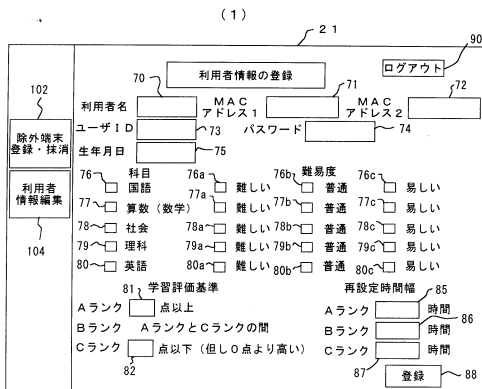 (1)
21
90
102
ログアウト
利用者情報の登録
70
71
72
利用者名
MAC
アドレス1
MAC
アドレス2
ユーザID
73
パスワード
74
除外端末
登録・抹消
生年月日
75
利用者
情報編集
104
科目
難易度
76 国語 76a 難しい 76b 普通 76c 易しい
77 算数(数学) 77a 難しい 77b 普通 77c 易しい
78 社会 78a 難しい 78b 普通 78c 易しい
79 理科 79a 難しい 79b 普通 79c 易しい
80 英語 80a 難しい 80b 普通 80c 易しい
81 学習評価基準
再設定時間幅 85
Aランク 点以上
Aランク 時間
86
Bランク AランクとCランクの間
Bランク 時間
Cランク 点以下(但し0点より高い)
Cランク 時間
82
87
登録 88